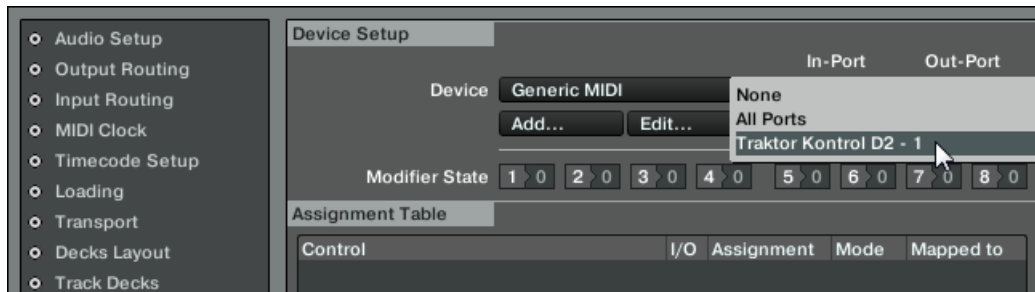 Audio Setup
Output Routing
Input Routing
MIDI Clock
Timecode Setup
Loading
Transport
Decks Layout
Track Decks
Device Setup
In-Port Out-Port
Device Generic MIDI
Add... Edit...
None
All Ports
Traktor Kontrol D2 - 1
Modifier State 1 0 2 0 3 0 4 0 5 0 6 0 7 0 8 0
Assignment Table
Control I/O Assignment Mode Mapped to